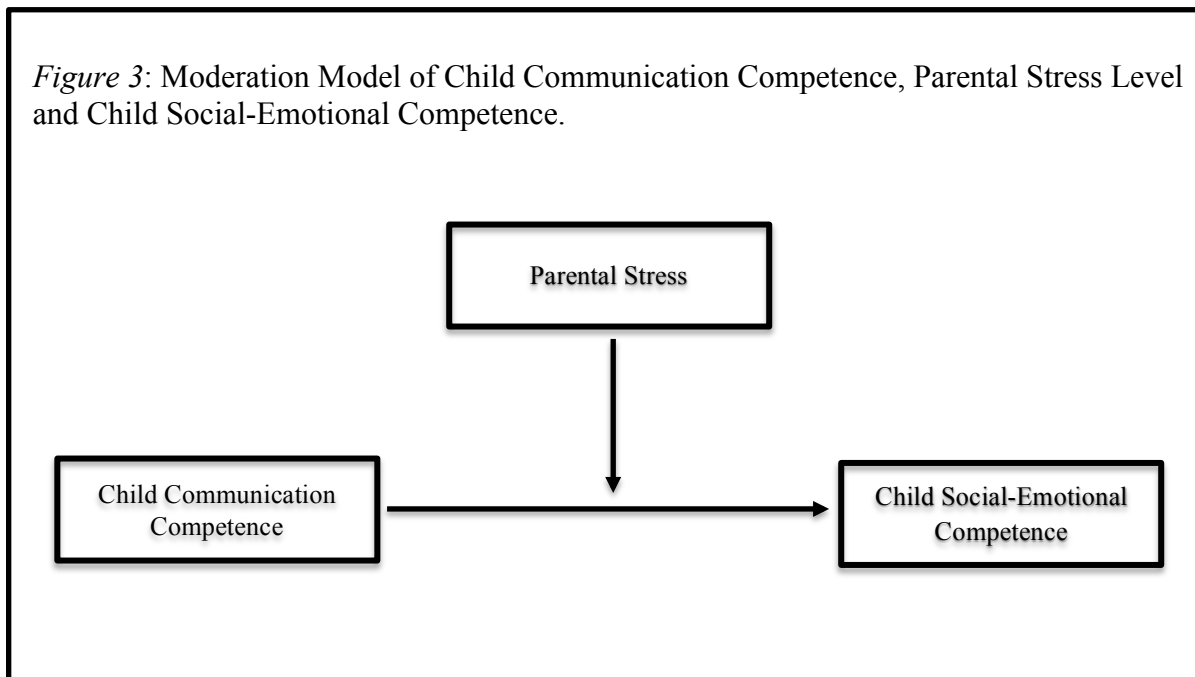 Figure 3: Moderation Model of Child Communication Competence, Parental Stress Level
and Child Social-Emotional Competence.
Parental Stress
Child Communication
Competence
Child Social-Emotional
Competence